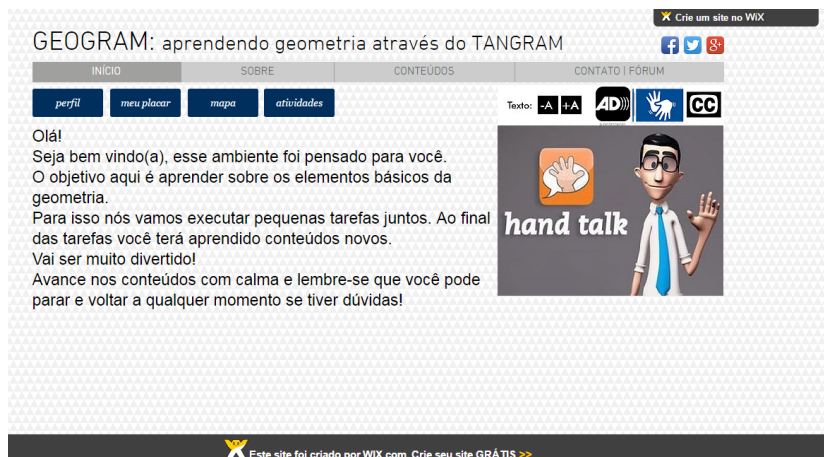 Crie um site no WiX
GEOGRAM: aprendendo geometria através do TANGRAM
INÍCIO SOBRE CONTEÚDOS CONTATO | FÓRUM
perfil meu placar mapa atividades
Texto: -A +A AD CC
Olá!
Seja bem vindo(a), esse ambiente foi pensado para você.
O objetivo aqui é aprender sobre os elementos básicos da
geometria.
Para isso nós vamos executar pequenas tarefas juntos. Ao final
das tarefas você terá aprendido conteúdos novos.
Vai ser muito divertido!
Avance nos conteúdos com calma e lembre-se que você pode
parar e voltar a qualquer momento se tiver dúvidas!
hand talk
Este site foi criado por WIX.com. Crie seu site GRÁTIS >>